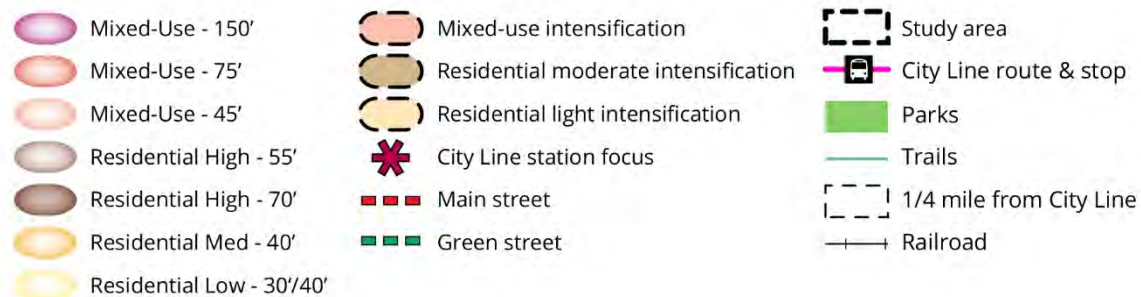 Mixed-Use - 150’
Mixed-Use - 75’
Mixed-Use - 45’
Residential High - 55’
Residential High - 70’
Residential Med - 40’
Residential Low - 30’/40’
Mixed-use intensification
Residential moderate intensification
Residential light intensification
City Line station focus
Main street
Green street
Study area
City Line route & stop
Parks
Trails
1/4 mile from City Line
Railroad